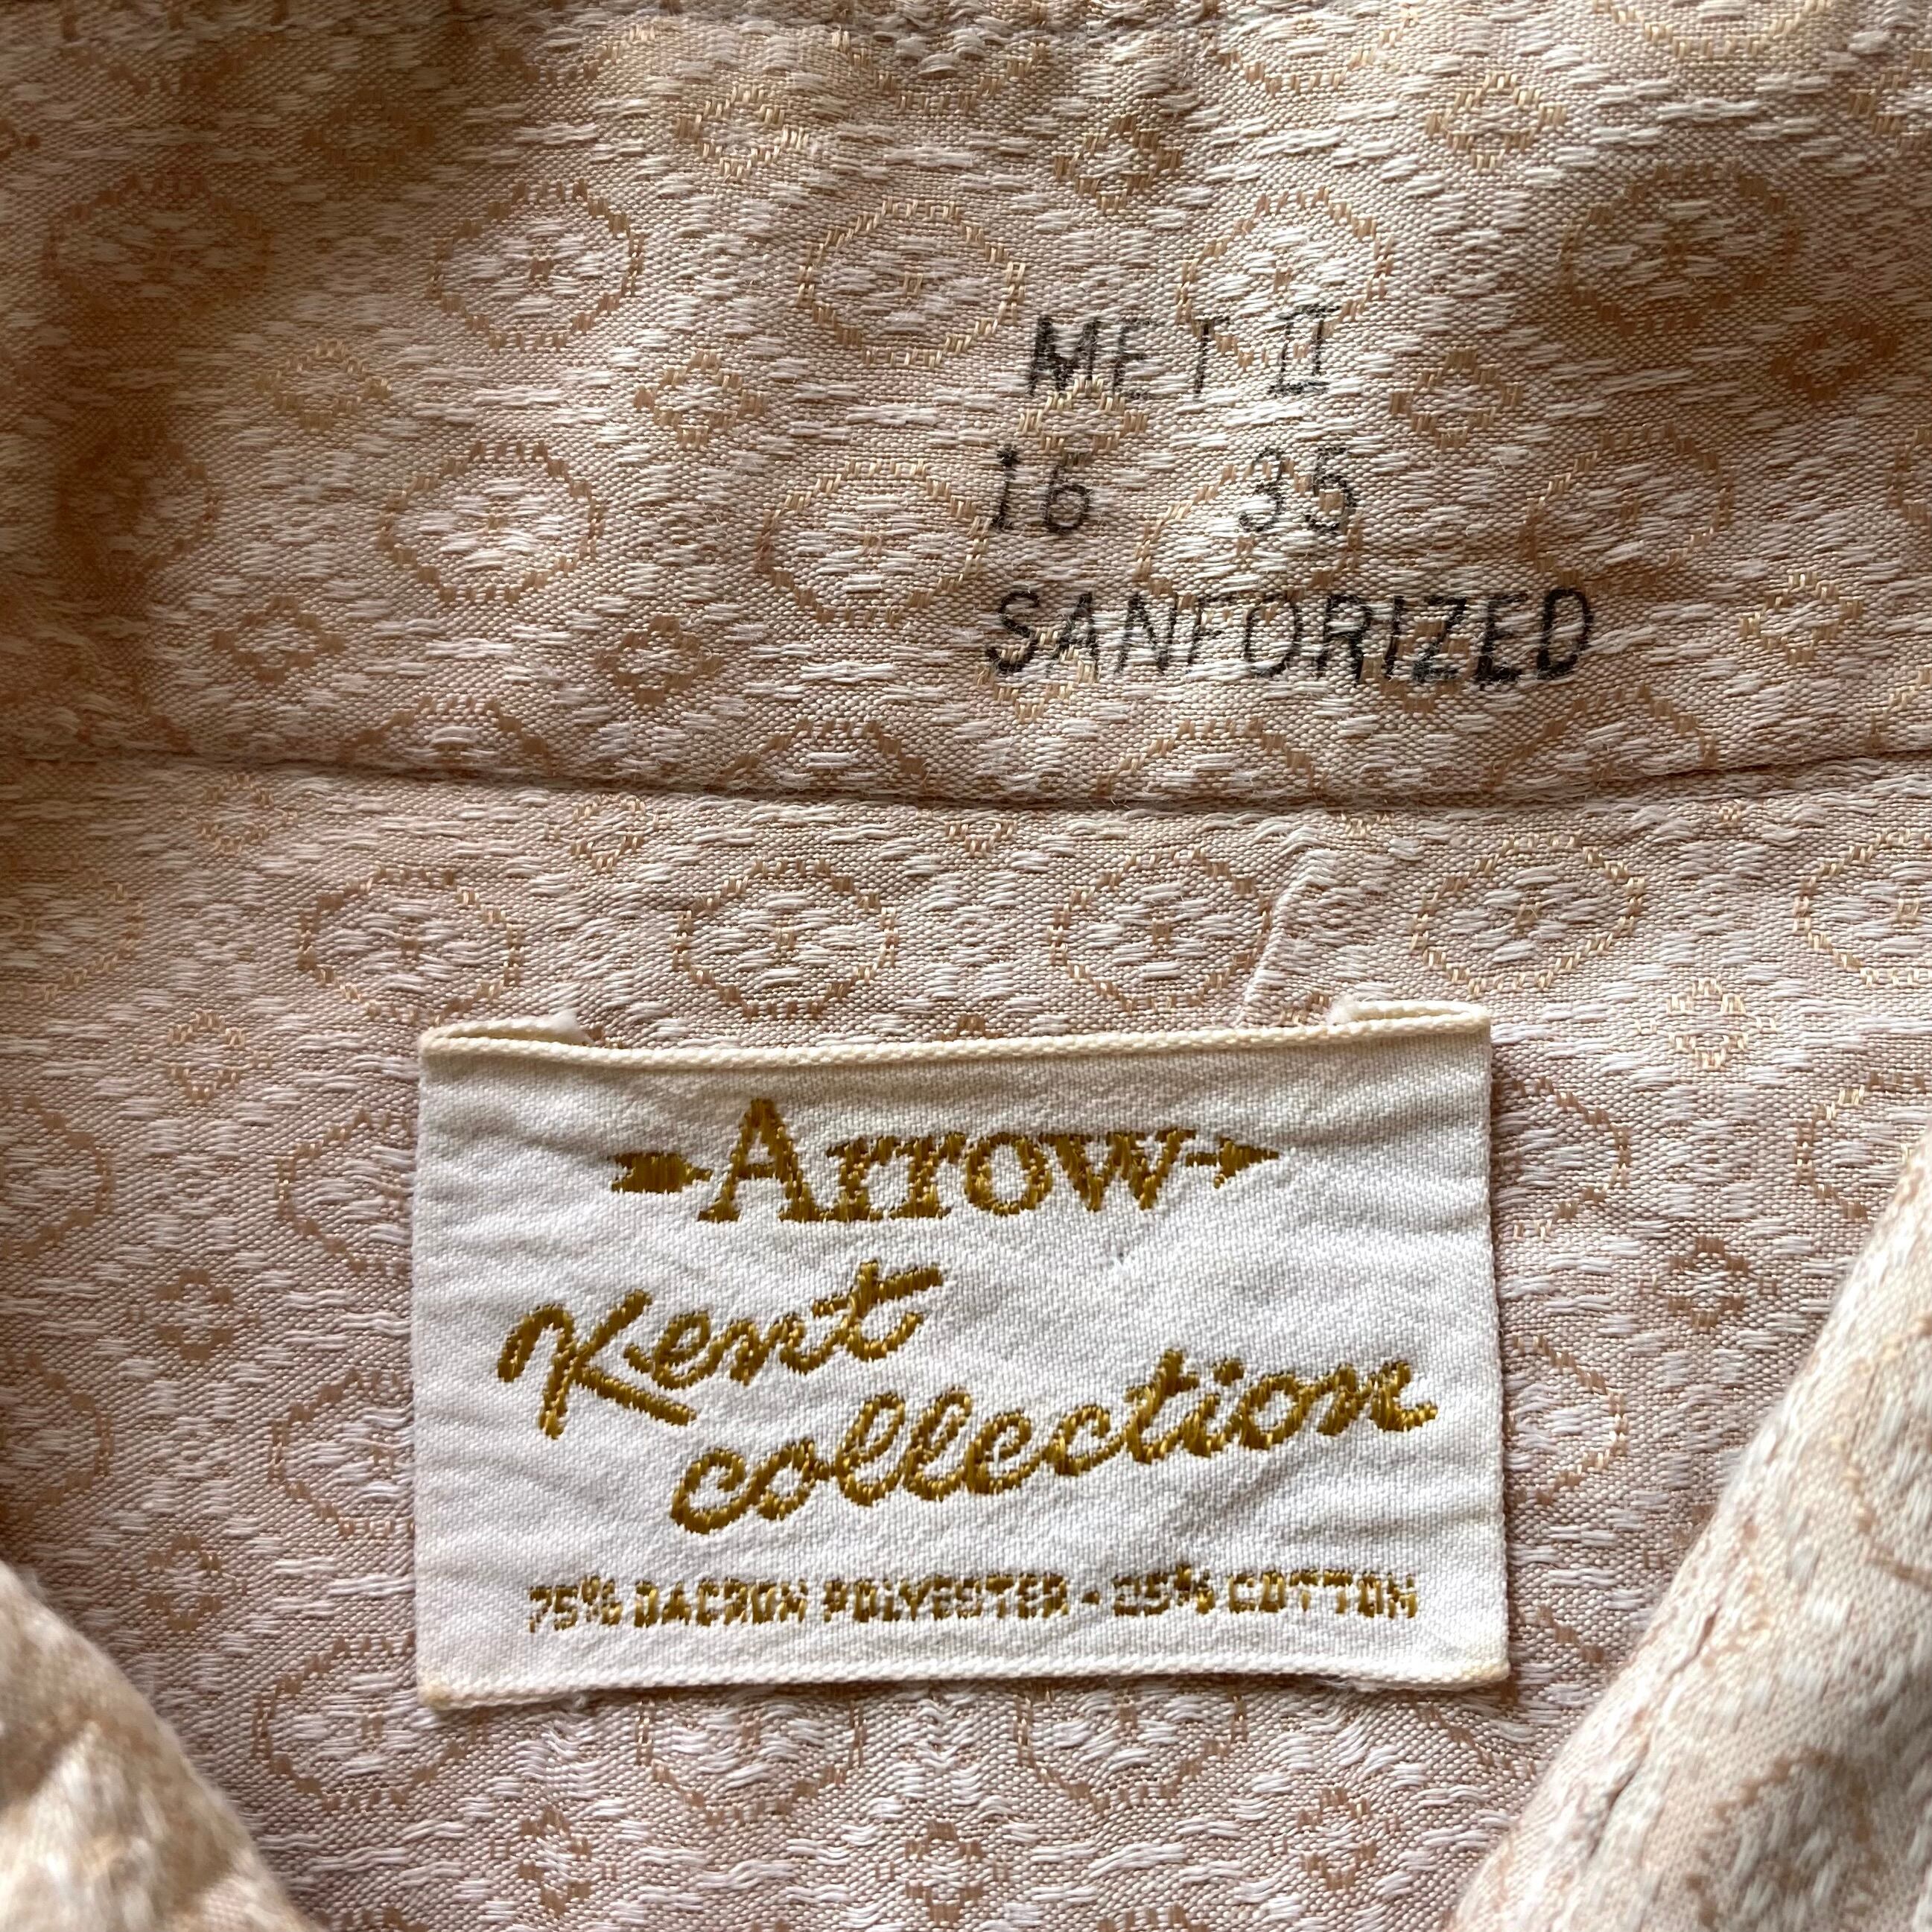 MET II
16 35
SANFORIZED
Arrow
Kent
collection
75% DACRON POLYESTER · 25% COTTON